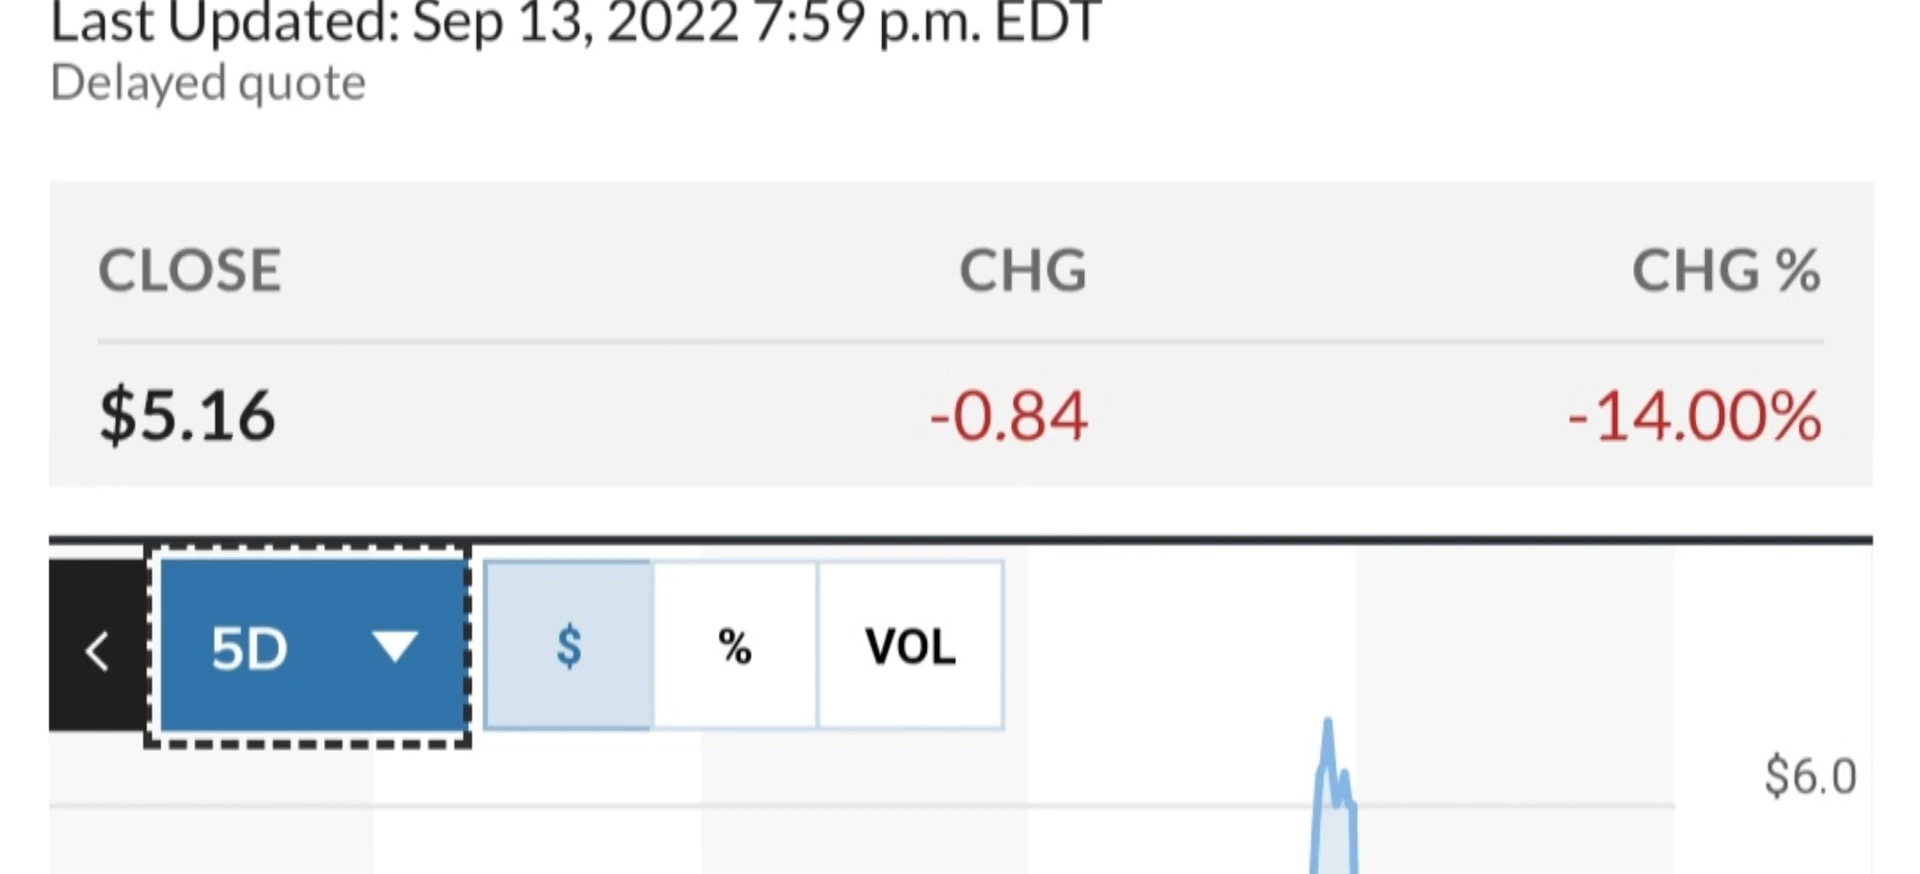 Last Updated: Sep 13, 2022 7:59 p.m. EDT
Delayed quote
CLOSE CHG CHG %
$5.16 -0.84 -14.00%
< 5D ▼ $ % VOL
$6.0